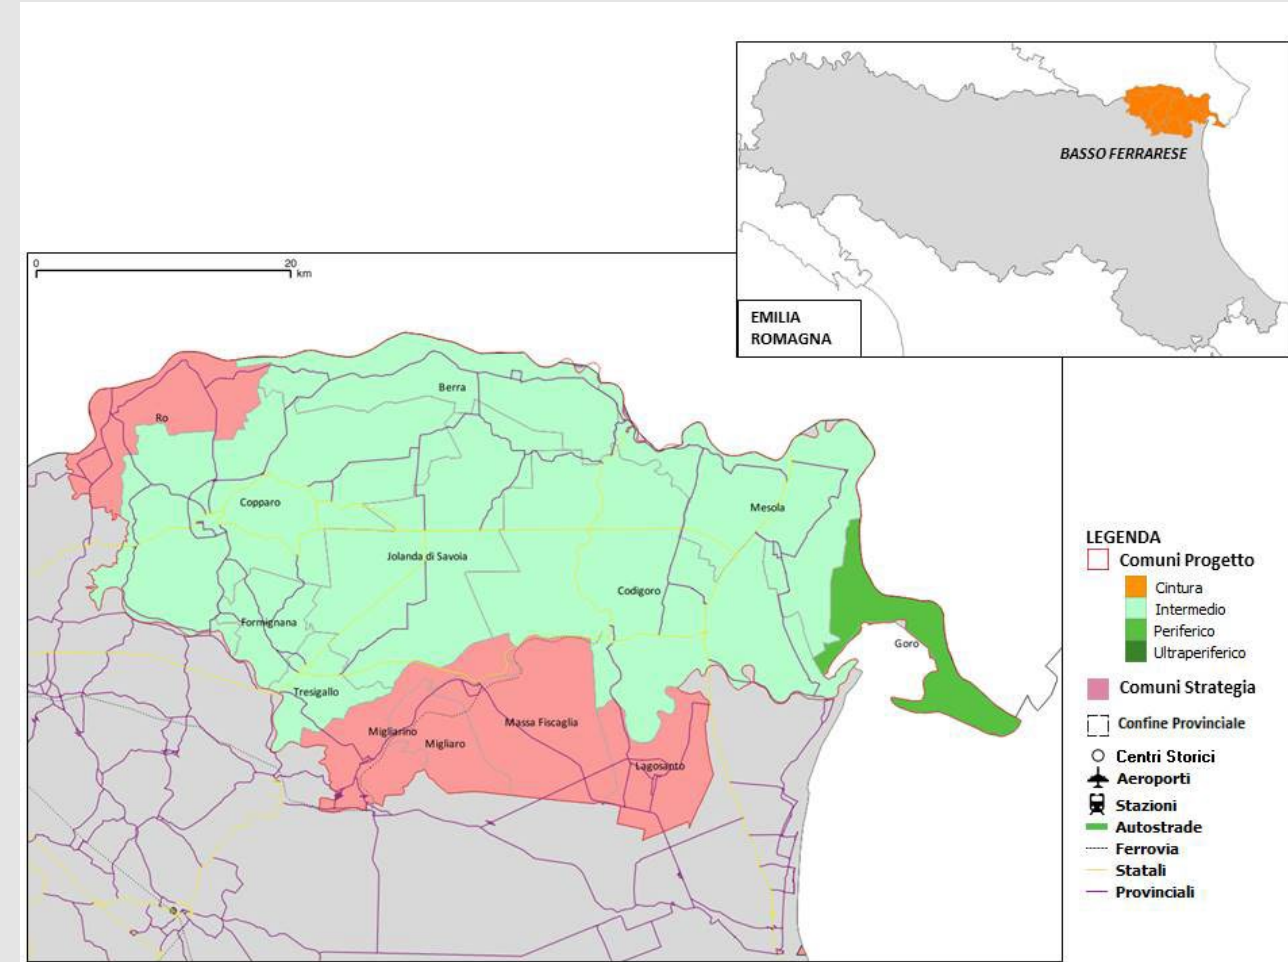 BASSO FERRARESE
EMILIA
ROMAGNA
0 20
km
Berra
Ro
Copparo
Mesola
Jolanda di Savoia
Codigoro
Formignana
Goro
Tresigallo
Massa Fiscaglia
Migliarino
Migliaro
Lagosanto
LEGENDA
Comuni Progetto
Cintura
Intermedio
Periferico
Ultraperiferico
Comuni Strategia
Confine Provinciale
Centri Storici
Aeroporti
Stazioni
Autostrade
Ferrovia
Statali
Provinciali